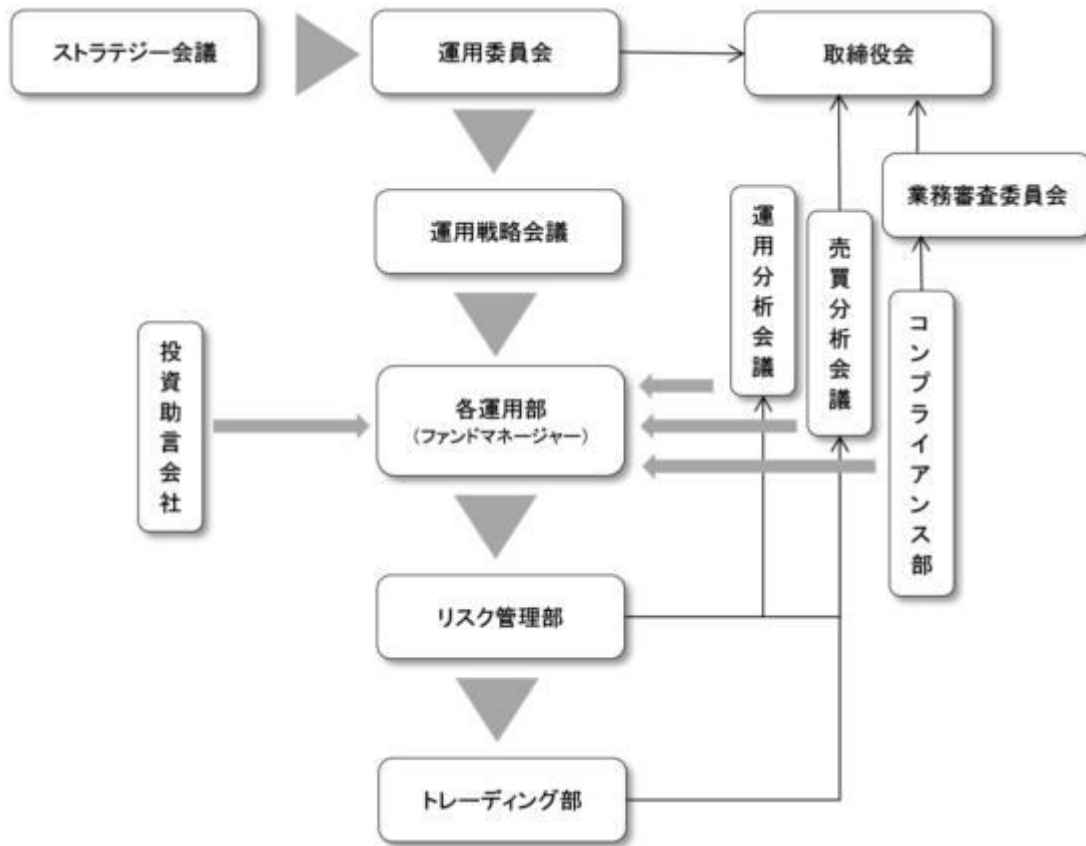 ストラテジー会議
運用委員会
取締役会
業務審査委員会
運用戦略会議
運用分析会議
売買分析会議
コンプライアンス部
投資助言会社
各運用部
（ファンドマネージャー）
リスク管理部
トレーディング部